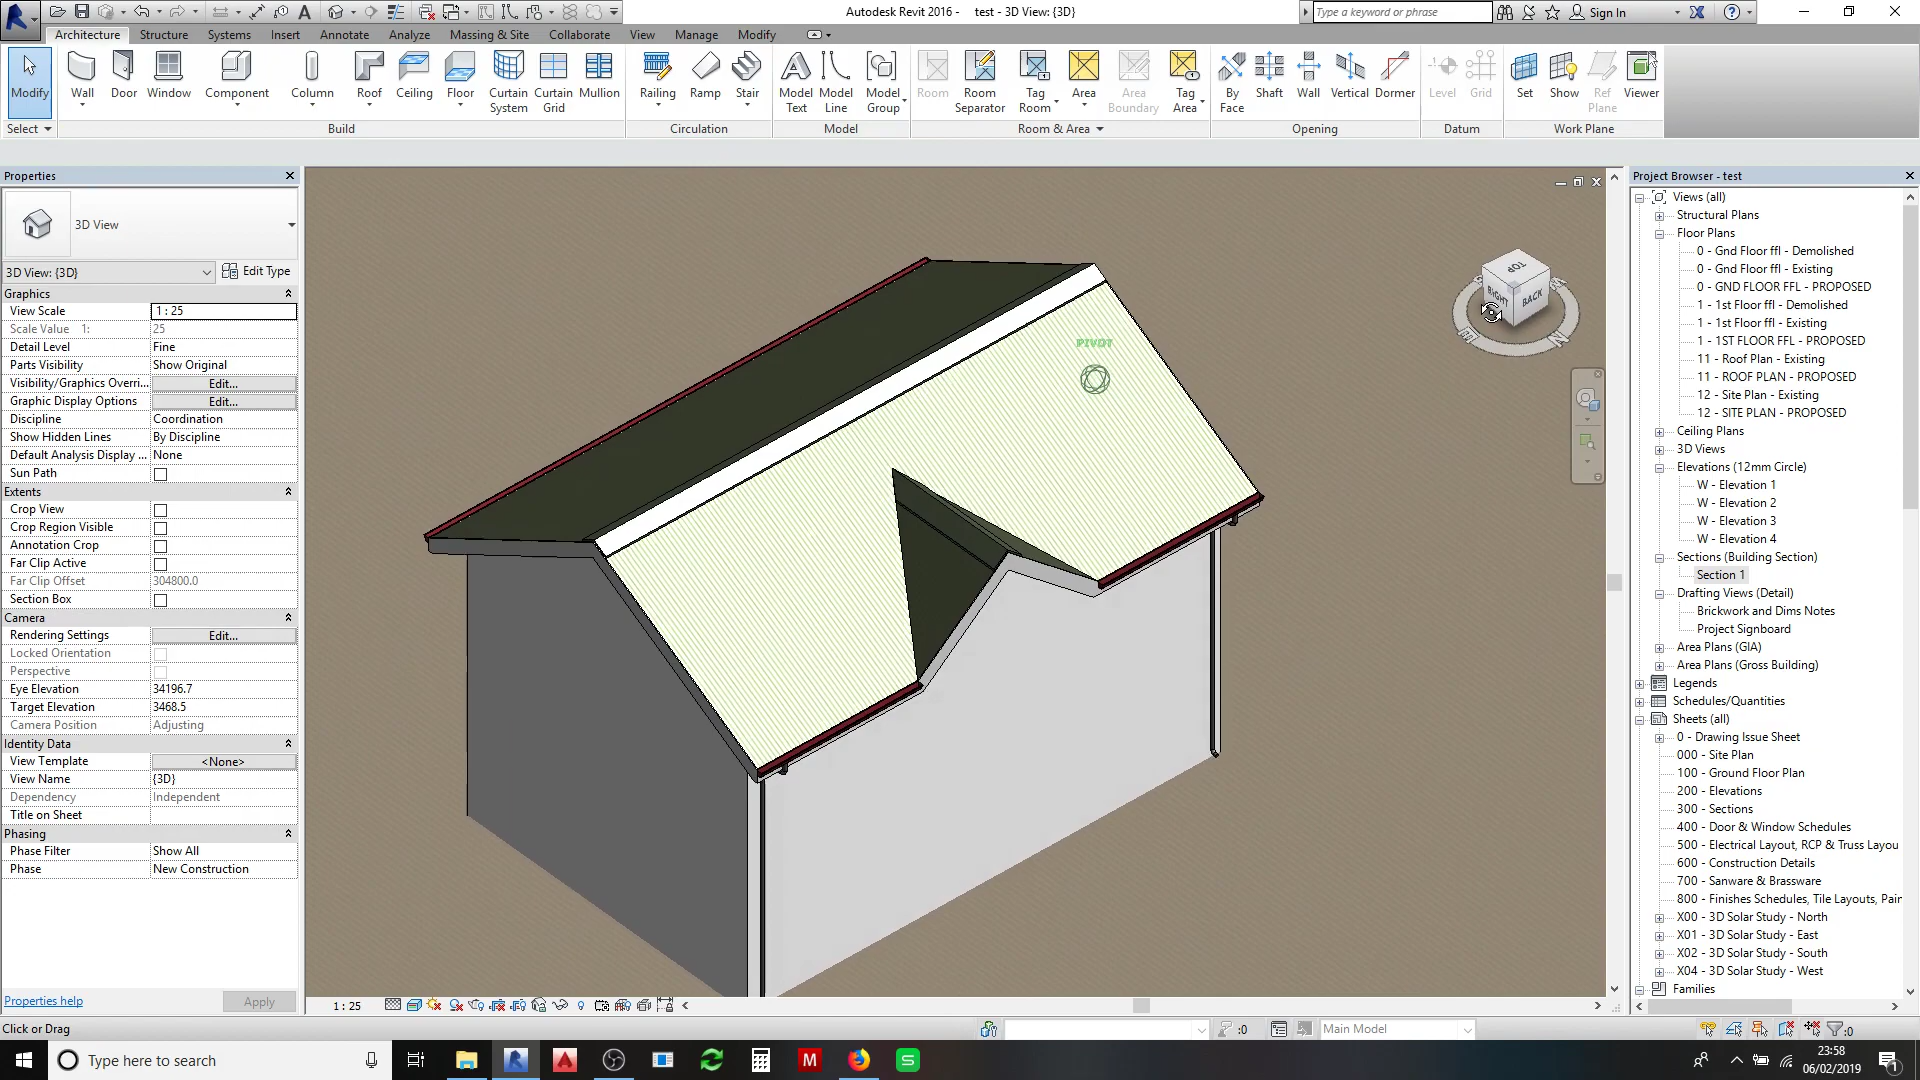 Autodesk Revit 2016 -     test - 3D View: {3D}
Type a keyword or phrase
Sign In
Architecture
Structure
Systems
Insert
Annotate
Analyze
Massing & Site
Collaborate
View
Manage
Modify
Modify
Wall
Door
Window
Component
Column
Roof
Ceiling
Floor
Curtain System
Curtain Grid
Mullion
Railing
Ramp
Stair
Model Text
Model Line
Model Group
Room
Room Separator
Tag Room
Area
Area Boundary
Tag Area
By Face
Shaft
Wall
Vertical
Dormer
Level
Grid
Set
Show
Ref Plane
Viewer
Select
Build
Circulation
Model
Room & Area
Opening
Datum
Work Plane
Properties
3D View
3D View: {3D}
Edit Type
Graphics
View Scale 1 : 25
Scale Value 1: 25
Detail Level Fine
Parts Visibility Show Original
Visibility/Graphics Overri... Edit...
Graphic Display Options Edit...
Discipline Coordination
Show Hidden Lines By Discipline
Default Analysis Display ... None
Sun Path
Extents
Crop View
Crop Region Visible
Annotation Crop
Far Clip Active
Far Clip Offset 304800.0
Section Box
Camera
Rendering Settings Edit...
Locked Orientation
Perspective
Eye Elevation 34196.7
Target Elevation 3468.5
Camera Position Adjusting
Identity Data
View Template <None>
View Name {3D}
Dependency Independent
Title on Sheet
Phasing
Phase Filter Show All
Phase New Construction
Properties help
Apply
PIVOT
TOP
RIGHT
BACK
1 : 25
Project Browser - test
Views (all)
Structural Plans
Floor Plans
0 - Gnd Floor ffl - Demolished
0 - Gnd Floor ffl - Existing
0 - GND FLOOR FFL - PROPOSED
1 - 1st Floor ffl - Demolished
1 - 1st Floor ffl - Existing
1 - 1ST FLOOR FFL - PROPOSED
11 - Roof Plan - Existing
11 - ROOF PLAN - PROPOSED
12 - Site Plan - Existing
12 - SITE PLAN - PROPOSED
Ceiling Plans
3D Views
Elevations (12mm Circle)
W - Elevation 1
W - Elevation 2
W - Elevation 3
W - Elevation 4
Sections (Building Section)
Section 1
Drafting Views (Detail)
Brickwork and Dims Notes
Project Signboard
Area Plans (GIA)
Area Plans (Gross Building)
Legends
Schedules/Quantities
Sheets (all)
0 - Drawing Issue Sheet
000 - Site Plan
100 - Ground Floor Plan
200 - Elevations
300 - Sections
400 - Door & Window Schedules
500 - Electrical Layout, RCP & Truss Layou
600 - Construction Details
700 - Sanware & Brassware
800 - Finishes Schedules, Tile Layouts, Pain
X00 - 3D Solar Study - North
X01 - 3D Solar Study - East
X02 - 3D Solar Study - South
X04 - 3D Solar Study - West
Families
Click or Drag
:0
Main Model
:0
Type here to search
23:58
06/02/2019